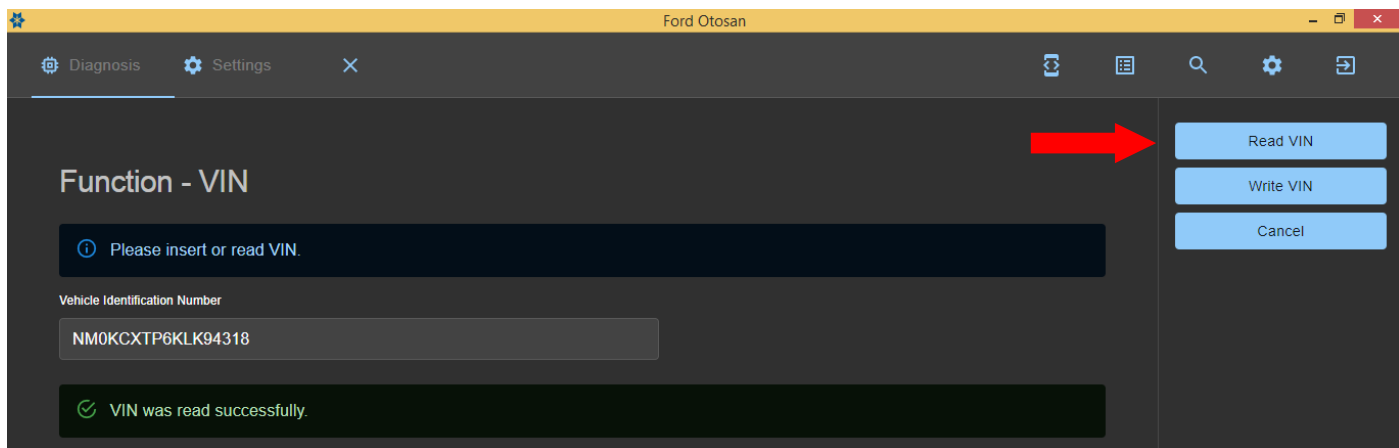 Ford Otosan
Diagnosis Settings
Read VIN
Function - VIN
Write VIN
Cancel
Please insert or read VIN.
Vehicle Identification Number
NM0KCXTP6KLK94318
VIN was read successfully.